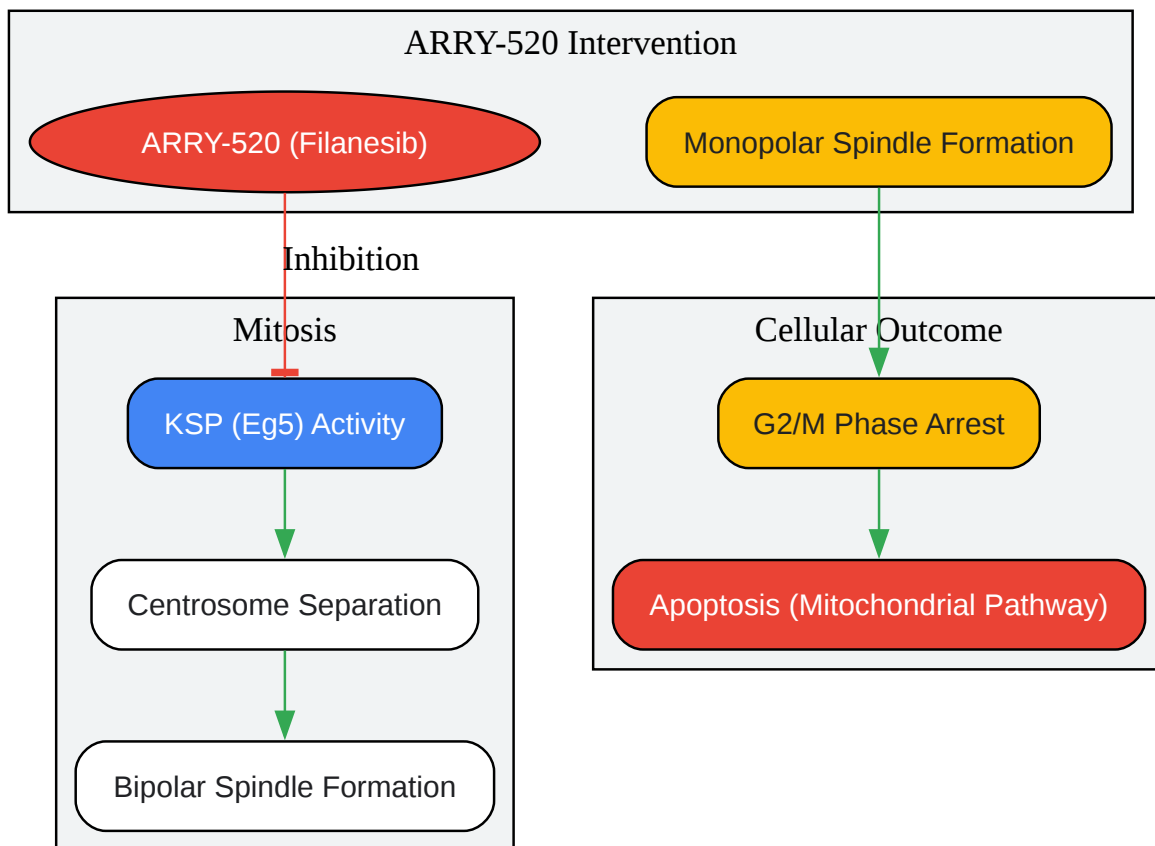 ARRY-520 Intervention
ARRY-520 (Filanesib)
Monopolar Spindle Formation
Inhibition
Mitosis
Cellular Outcome
KSP (Eg5) Activity
G2/M Phase Arrest
Centrosome Separation
Apoptosis (Mitochondrial Pathway)
Bipolar Spindle Formation